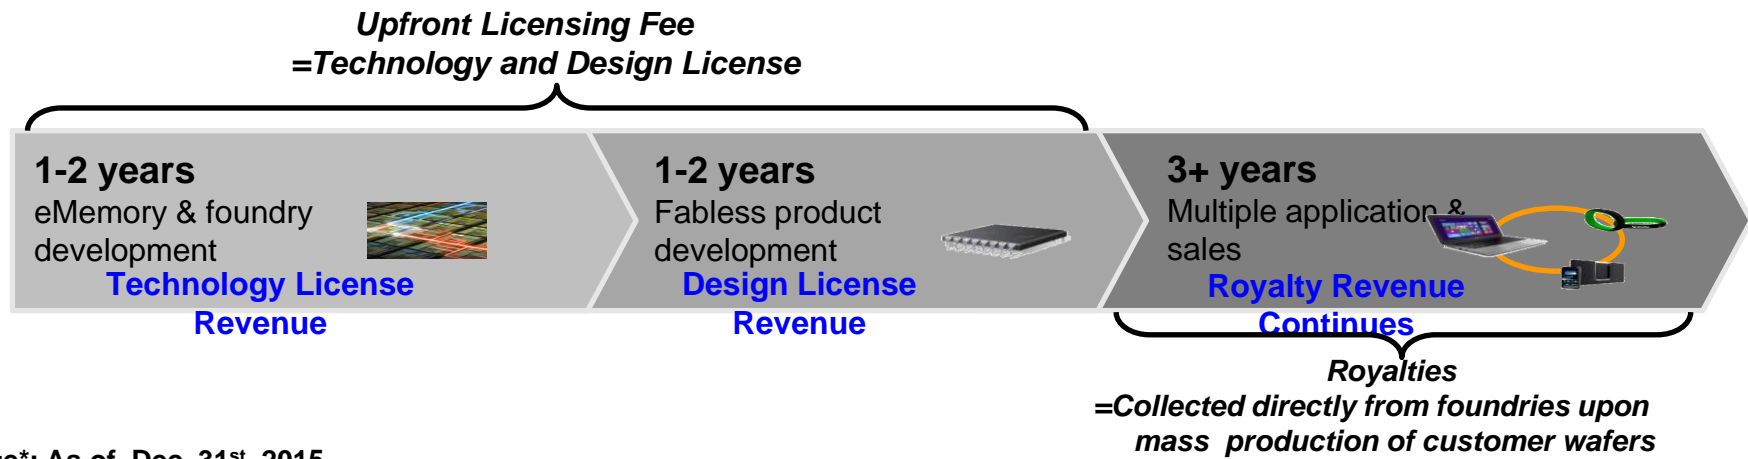 Upfront Licensing Fee
=Technology and Design License
1-2 years
eMemory & foundry
development
Technology License
Revenue
1-2 years
Fabless product
development
Design License
Revenue
3+ years
Multiple application &
sales
Royalty Revenue
Continues
Royalties
=Collected directly from foundries upon
mass production of customer wafers
As of Dec. 31st, 2015